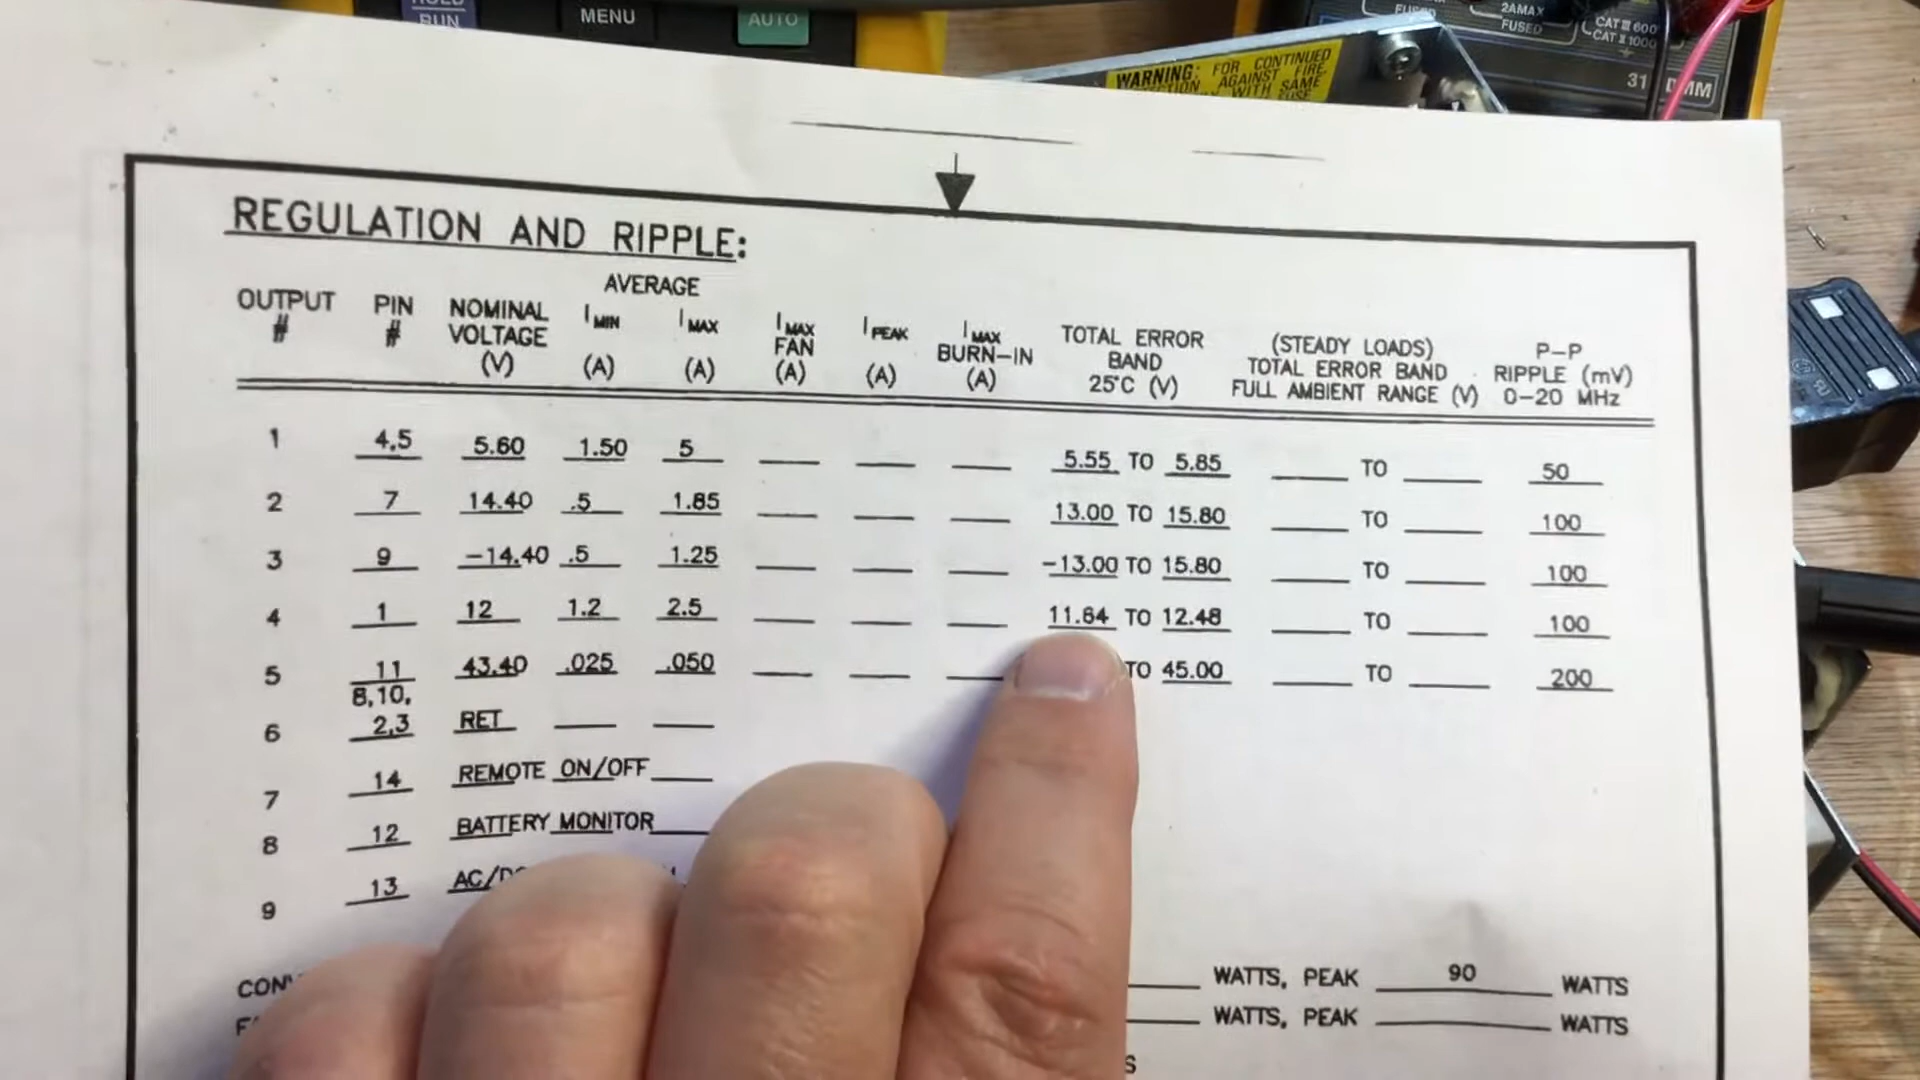 RUN
MENU
AUTO
2AMAX
FUSED
FUSED
CAT III 600
CAT II 1000
31 DMM
WARNING: FOR CONTINUED
AGAINST FIRE,
WITH SAME
REGULATION AND RIPPLE:
OUTPUT # PIN # NOMINAL VOLTAGE (V) AVERAGE I MIN (A) I MAX (A) I MAX FAN (A) I PEAK (A) I MAX BURN-IN (A) TOTAL ERROR BAND 25°C (V) (STEADY LOADS) TOTAL ERROR BAND FULL AMBIENT RANGE (V) P-P RIPPLE (mV) 0-20 MHz
1 4,5 5.60 1.50 5 5.55 TO 5.85 TO 50
2 7 14.40 .5 1.85 13.00 TO 15.80 TO 100
3 9 -14.40 .5 1.25 -13.00 TO 15.80 TO 100
4 1 12 1.2 2.5 11.64 TO 12.48 TO 100
5 11 43.40 .025 .050 TO 45.00 TO 200
6 8,10, 2,3 RET
7 14 REMOTE ON/OFF
8 12 BATTERY MONITOR
9 13
WATTS, PEAK 90 WATTS
WATTS, PEAK WATTS